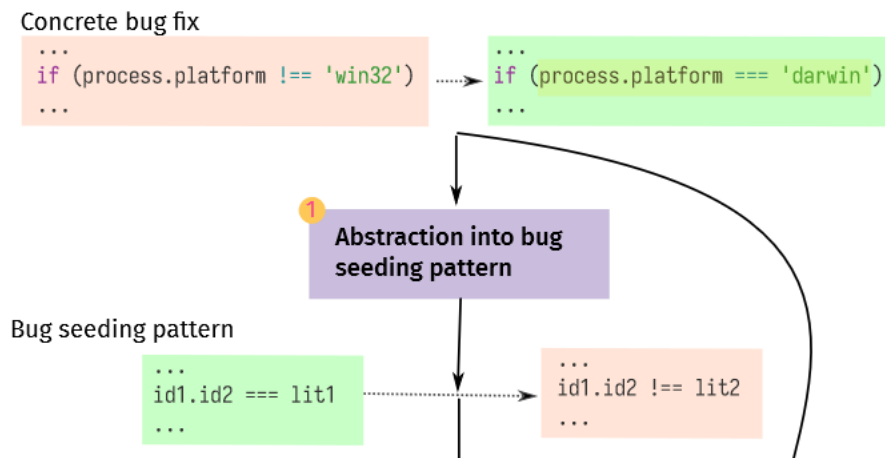 Concrete bug fix
...
if (process.platform !== 'win32')
...
...
if (process.platform === 'darwin')
...
1
Abstraction into bug
seeding pattern
Bug seeding pattern
...
id1.id2 === lit1
...
...
id1.id2 !== lit2
...